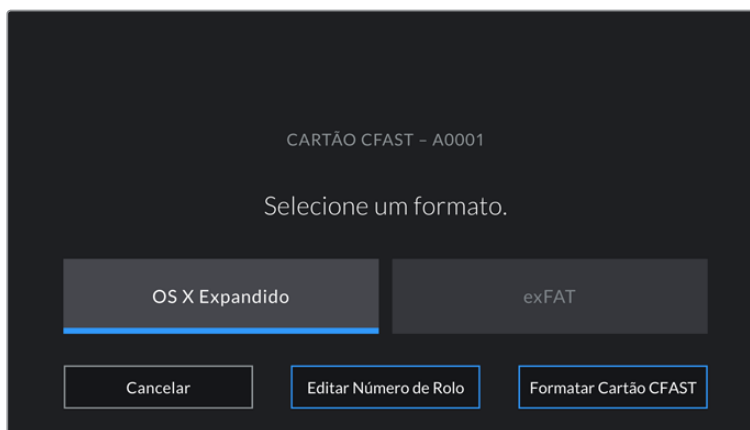 CARTÃO CFAST – A0001
Selecione um formato.
OS X Expandido
exFAT
Cancelar
Editar Número de Rolo
Formatar Cartão CFAST